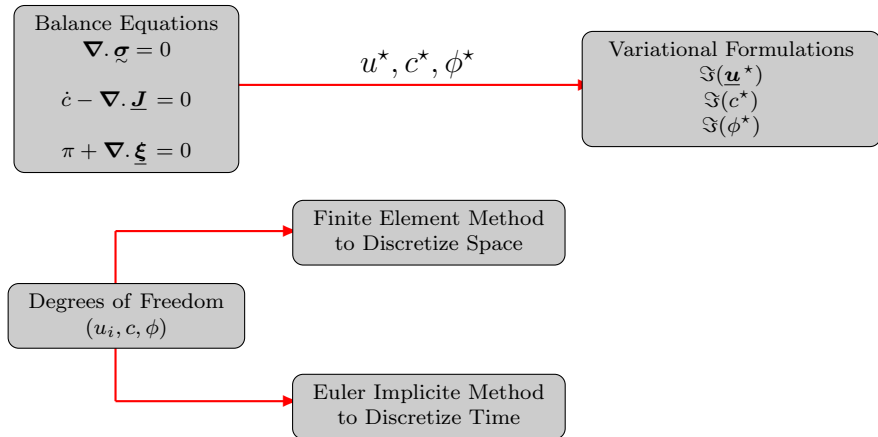 Balance Equations
∇. σ̰ = 0
ċ − ∇. J̲ = 0
π + ∇. ξ̲ = 0
u⋆, c⋆, ϕ⋆
Variational Formulations
ℑ(u̲⋆)
ℑ(c⋆)
ℑ(ϕ⋆)
Finite Element Method
to Discretize Space
Degrees of Freedom
(uᵢ, c, ϕ)
Euler Implicite Method
to Discretize Time